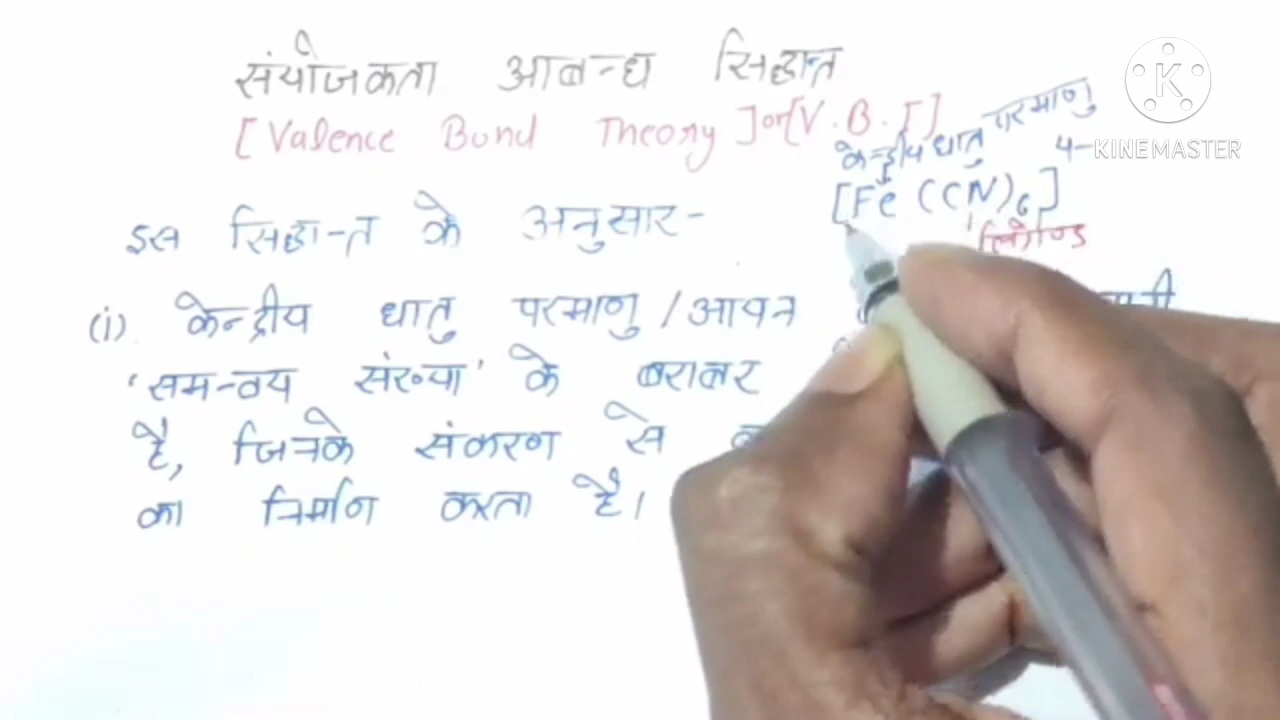 संयोजकता आबन्ध सिद्धान्त
[Valence Bond Theory] or [V.B.T]
केन्द्रीय धातु परमाणु
[Fe(CN)6] 4-
लिगेण्ड
इस सिद्धान्त के अनुसार-
(i) केन्द्रीय धातु परमाणु/आयन
'समन्वय संख्या' के बराबर
है, जिनके संकरण से
का निर्माण करता है।
K
KINEMASTER